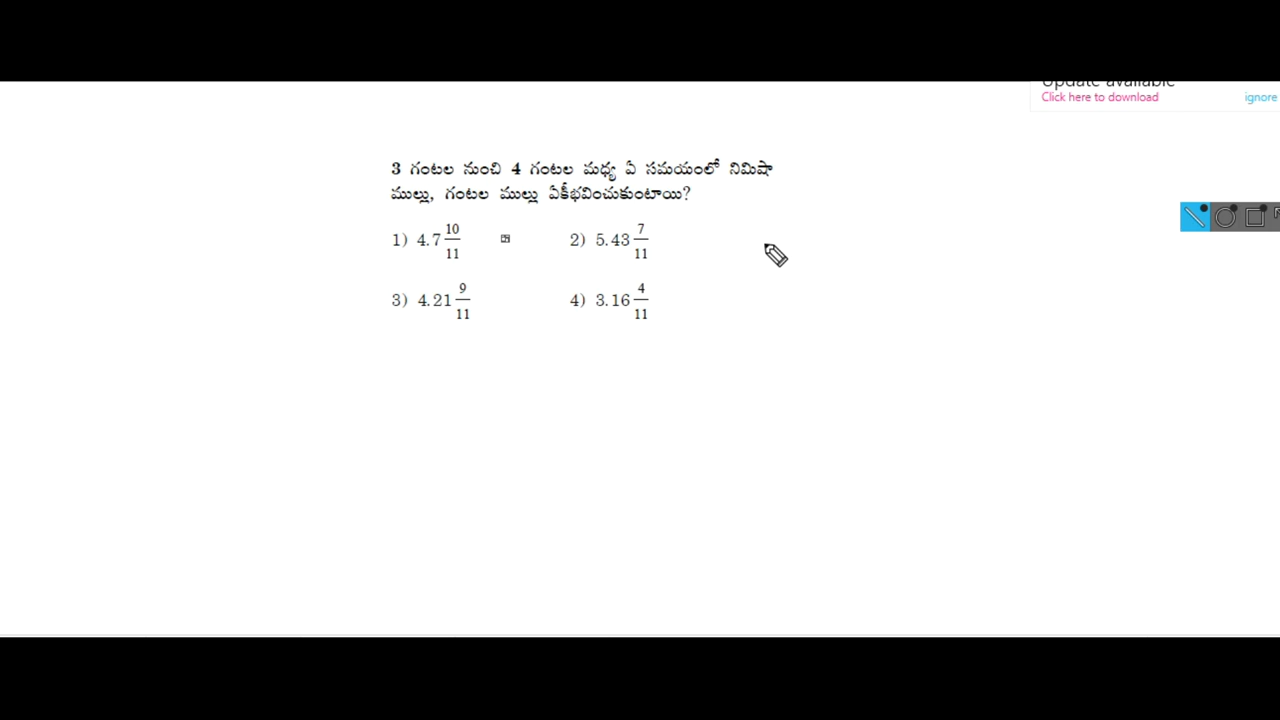 Update available
Click here to download ignore
3 గంటల నుంచి 4 గంటల మధ్య ఏ సమయంలో నిమిషా
ముల్లు, గంటల ముల్లు ఏకీభవించుకుంటాయి?
1) 4.7 10/11 2) 5.43 7/11
3) 4.21 9/11 4) 3.16 4/11